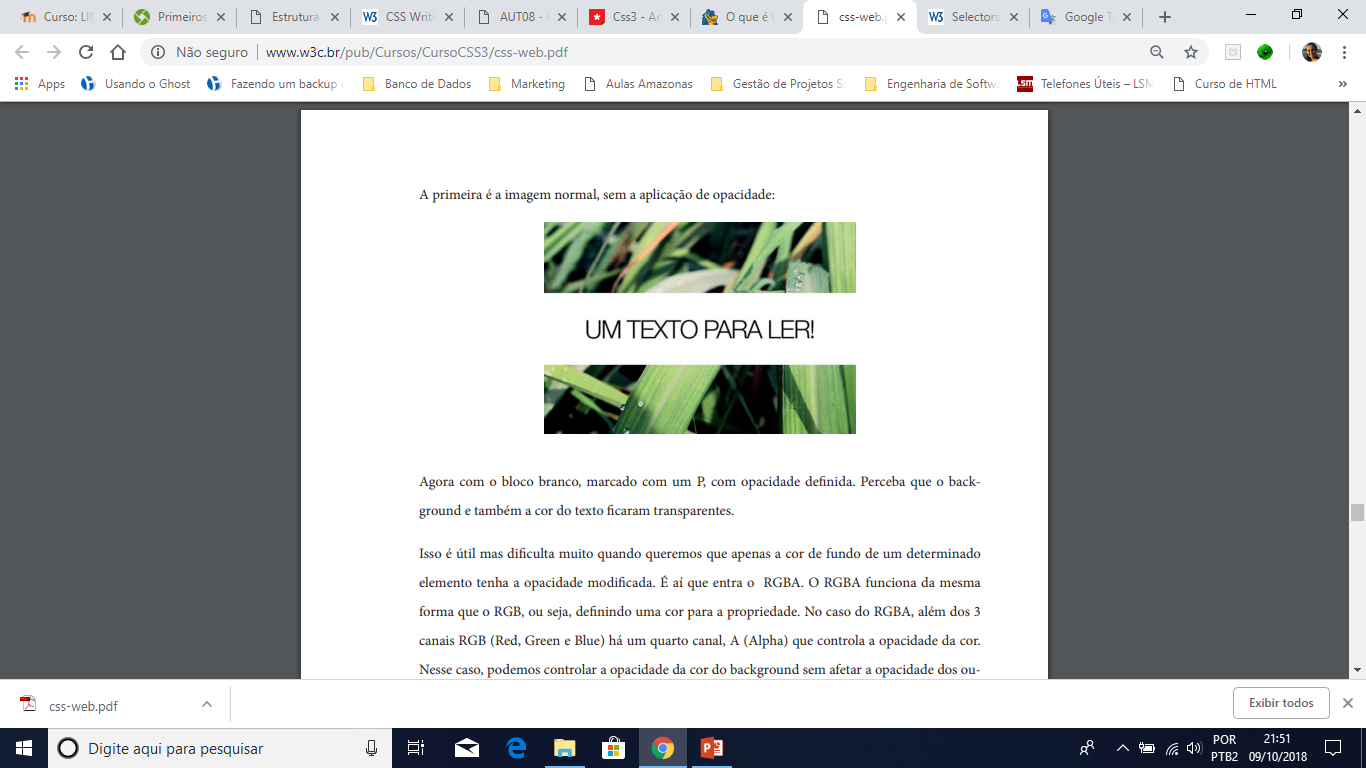 Curso: LI
Primeiros
Estrutura
CSS Writi
AUT08 -
Css3 - Ar
O que é
css-web.p
Selectors
Google T
Não seguro | www.w3c.br/pub/Cursos/CursoCSS3/css-web.pdf
Apps
Usando o Ghost
Fazendo um backup
Banco de Dados
Marketing
Aulas Amazonas
Gestão de Projetos S
Engenharia de Softw
Telefones Úteis – LSM
Curso de HTML
»
A primeira é a imagem normal, sem a aplicação de opacidade:
UM TEXTO PARA LER!
Agora com o bloco branco, marcado com um P, com opacidade definida. Perceba que o back-
ground e também a cor do texto ficaram transparentes.
Isso é útil mas dificulta muito quando queremos que apenas a cor de fundo de um determinado
elemento tenha a opacidade modificada. É aí que entra o RGBA. O RGBA funciona da mesma
forma que o RGB, ou seja, definindo uma cor para a propriedade. No caso do RGBA, além dos 3
canais RGB (Red, Green e Blue) há um quarto canal, A (Alpha) que controla a opacidade da cor.
Nesse caso, podemos controlar a opacidade da cor do background sem afetar a opacidade dos ou-
css-web.pdf
Exibir todos
Digite aqui para pesquisar
POR
PTB2
21:51
09/10/2018